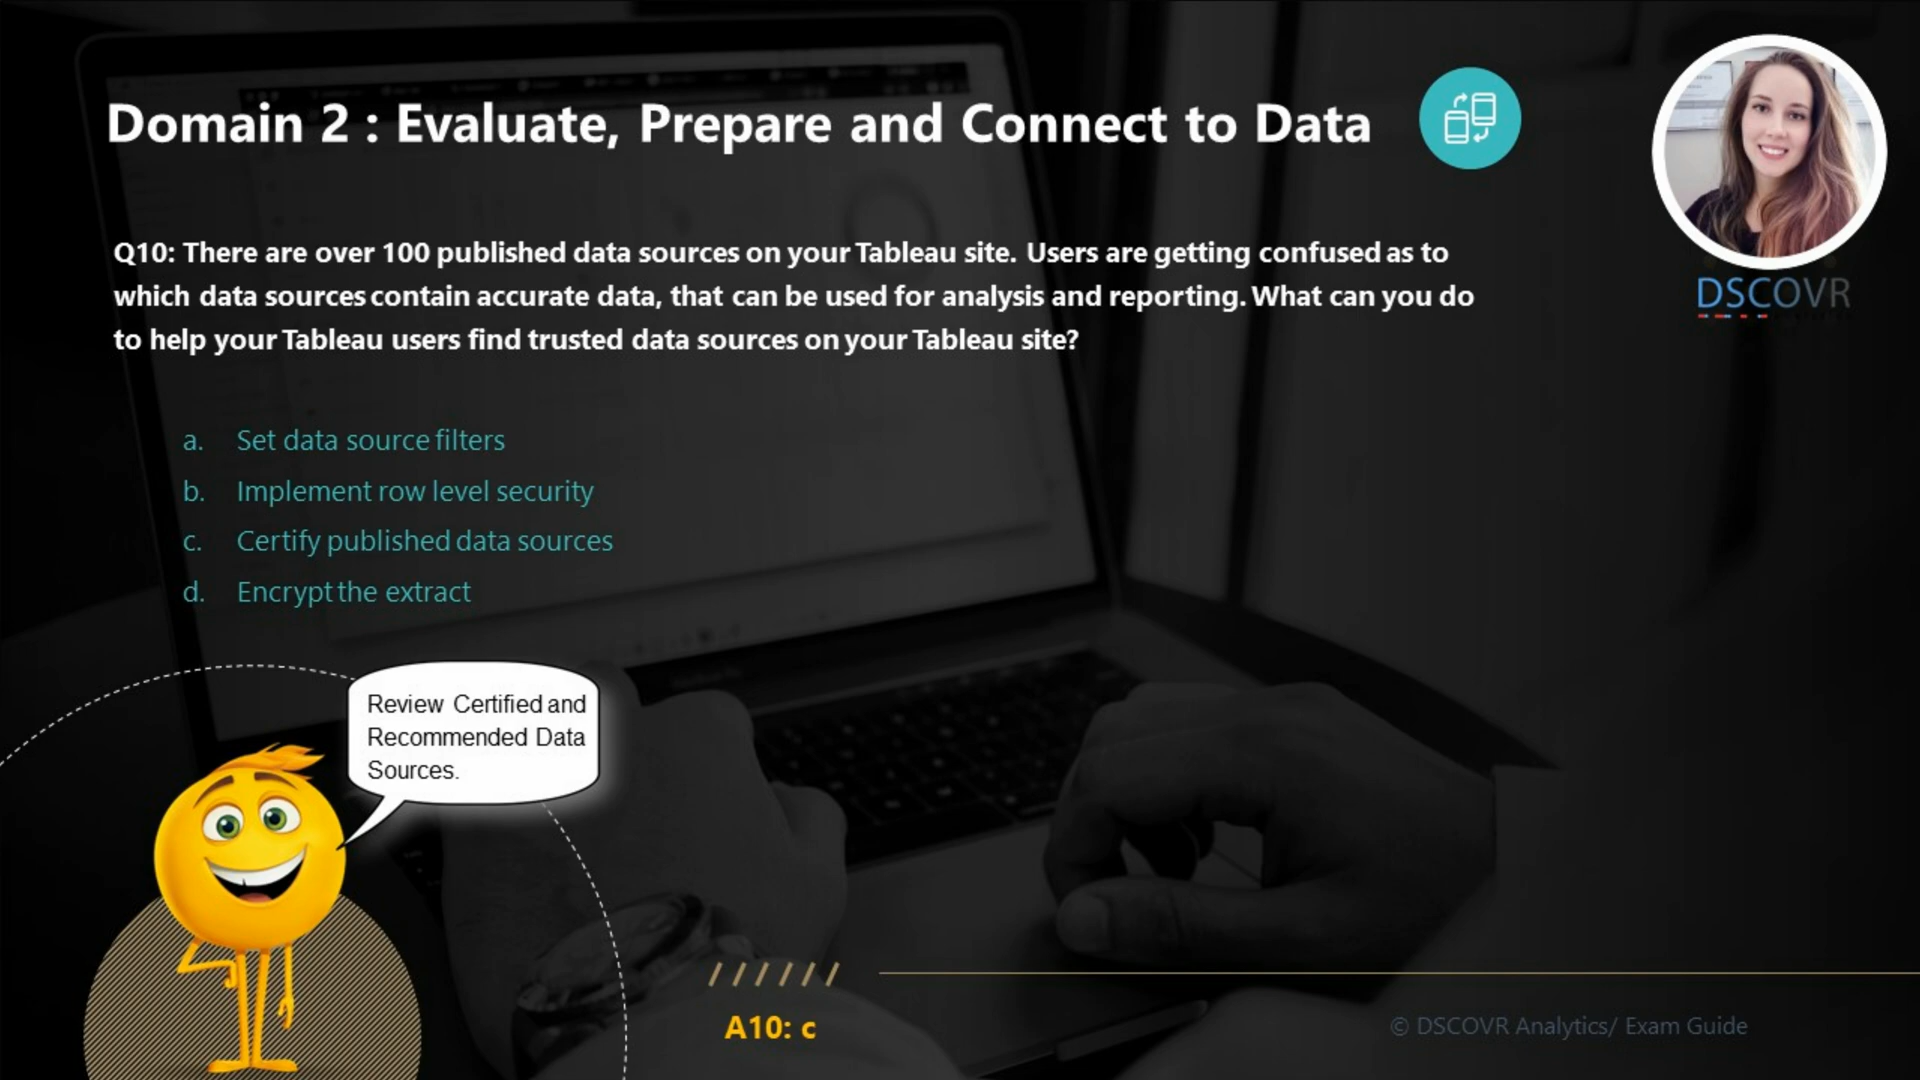 Domain 2 : Evaluate, Prepare and Connect to Data
DSCOVR
Q10: There are over 100 published data sources on your Tableau site. Users are getting confused as to
which data sources contain accurate data, that can be used for analysis and reporting. What can you do
to help your Tableau users find trusted data sources on your Tableau site?
a. Set data source filters
b. Implement row level security
c. Certify published data sources
d. Encrypt the extract
Review Certified and
Recommended Data
Sources.
A10: c
© DSCOVR Analytics/ Exam Guide